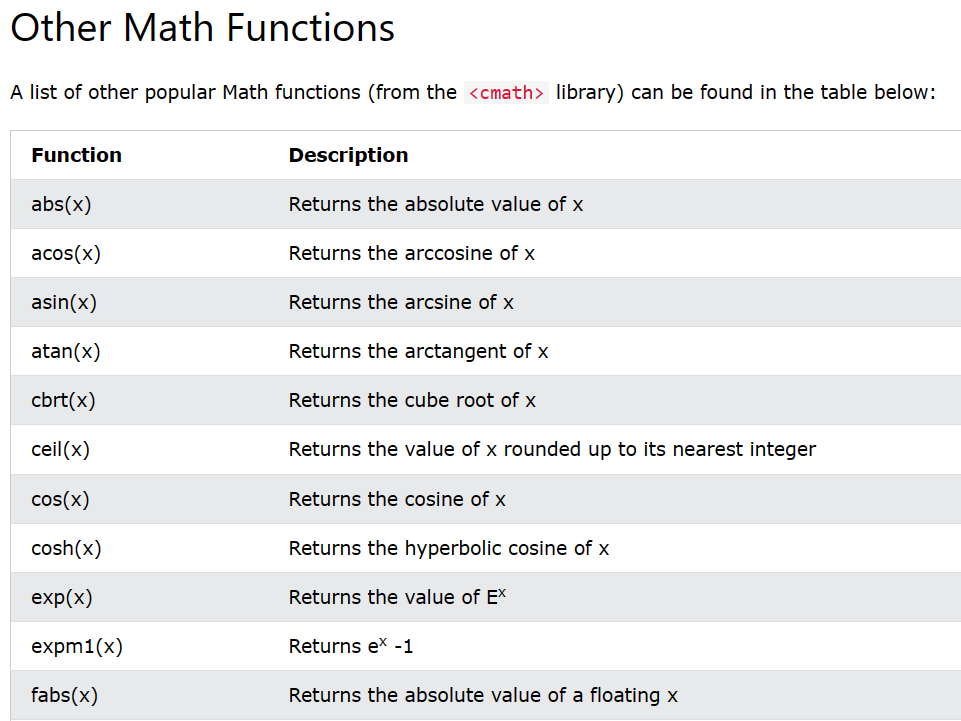 Other Math Functions
A list of other popular Math functions (from the <cmath> library) can be found in the table below:
Function Description
abs(x) Returns the absolute value of x
acos(x) Returns the arccosine of x
asin(x) Returns the arcsine of x
atan(x) Returns the arctangent of x
cbrt(x) Returns the cube root of x
ceil(x) Returns the value of x rounded up to its nearest integer
cos(x) Returns the cosine of x
cosh(x) Returns the hyperbolic cosine of x
exp(x) Returns the value of Eˣ
expm1(x) Returns eˣ -1
fabs(x) Returns the absolute value of a floating x